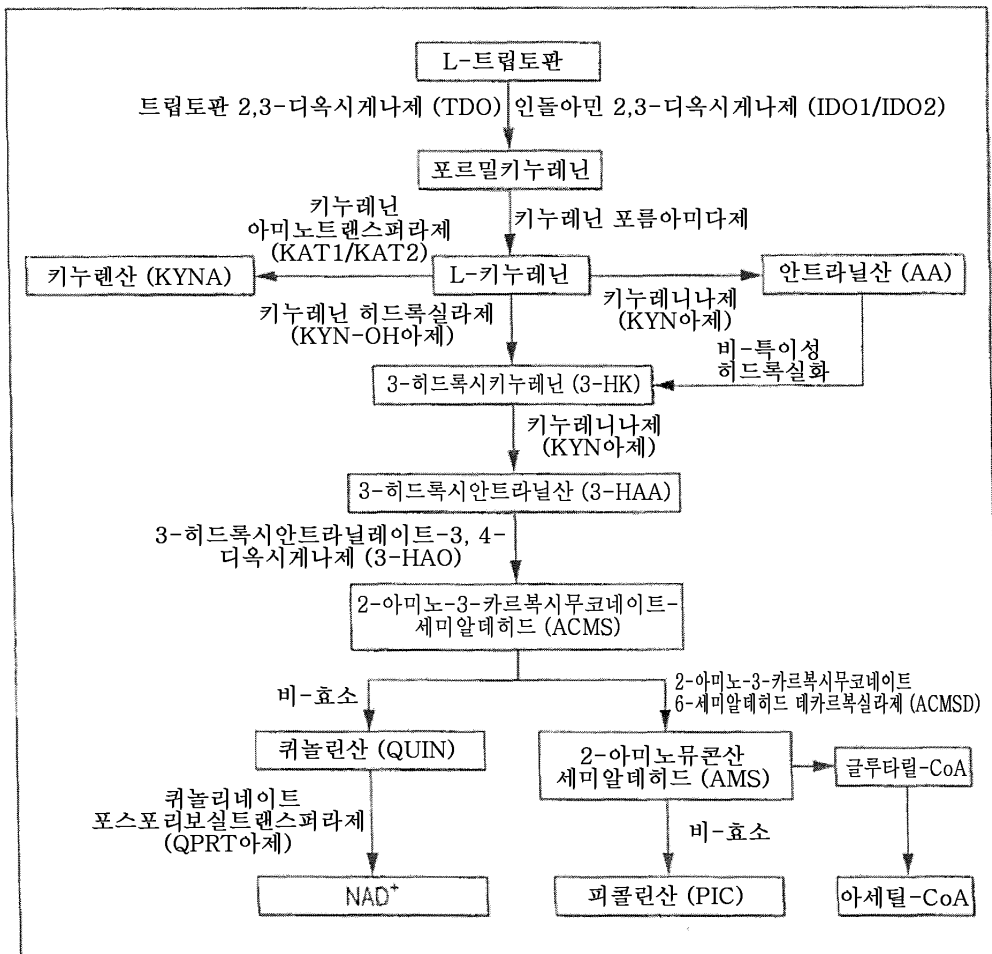 L-트립토판
트립토판 2,3-디옥시게나제 (TDO) 인돌아민 2,3-디옥시게나제 (IDO1/IDO2)
포르밀키누레닌
키누레닌
아미노트랜스퍼라제
(KAT1/KAT2)
키누레닌 포름아미다제
키누렌산 (KYNA)
L-키누레닌
안트라닐산 (AA)
키누레닌 히드록실라제
(KYN-OH아제)
키누레니나제
(KYN아제)
비-특이성
히드록실화
3-히드록시키누레닌 (3-HK)
키누레니나제
(KYN아제)
3-히드록시안트라닐산 (3-HAA)
3-히드록시안트라닐레이트-3, 4-
디옥시게나제 (3-HAO)
2-아미노-3-카르복시무코네이트-
세미알데히드 (ACMS)
비-효소
2-아미노-3-카르복시무코네이트
6-세미알데히드 데카르복실라제 (ACMSD)
퀴놀린산 (QUIN)
2-아미노뮤콘산
세미알데히드 (AMS)
글루타릴-CoA
퀴놀리네이트
포스포리보실트랜스퍼라제
(QPRT아제)
비-효소
NAD⁺
피콜린산 (PIC)
아세틸-CoA